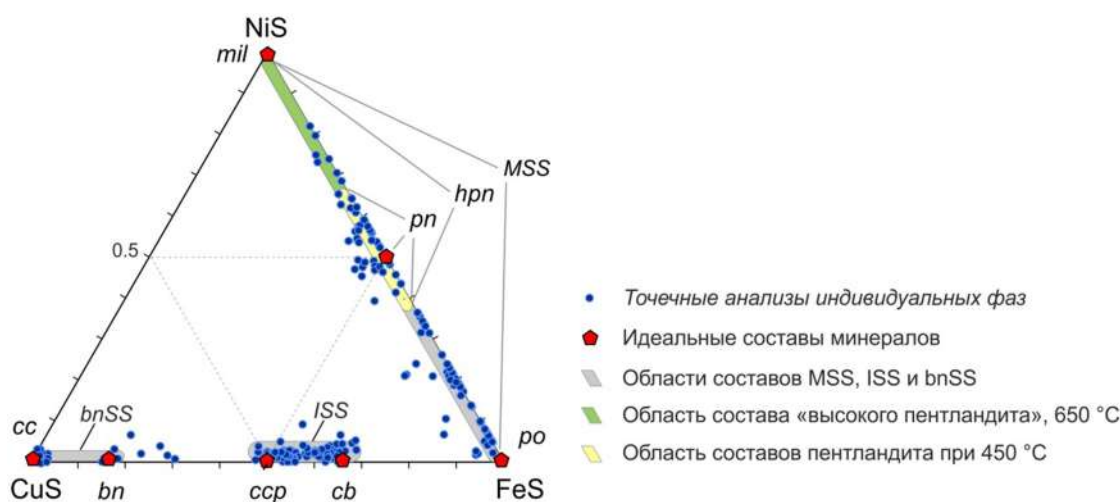 NiS
mil
MSS
hpn
pn
0.5
cc
bnSS
ISS
po
CuS
bn
ccp
cb
FeS
Точечные анализы индивидуальных фаз
Идеальные составы минералов
Области составов MSS, ISS и bnSS
Область состава «высокого пентландита», 650 °C
Область составов пентландита при 450 °C